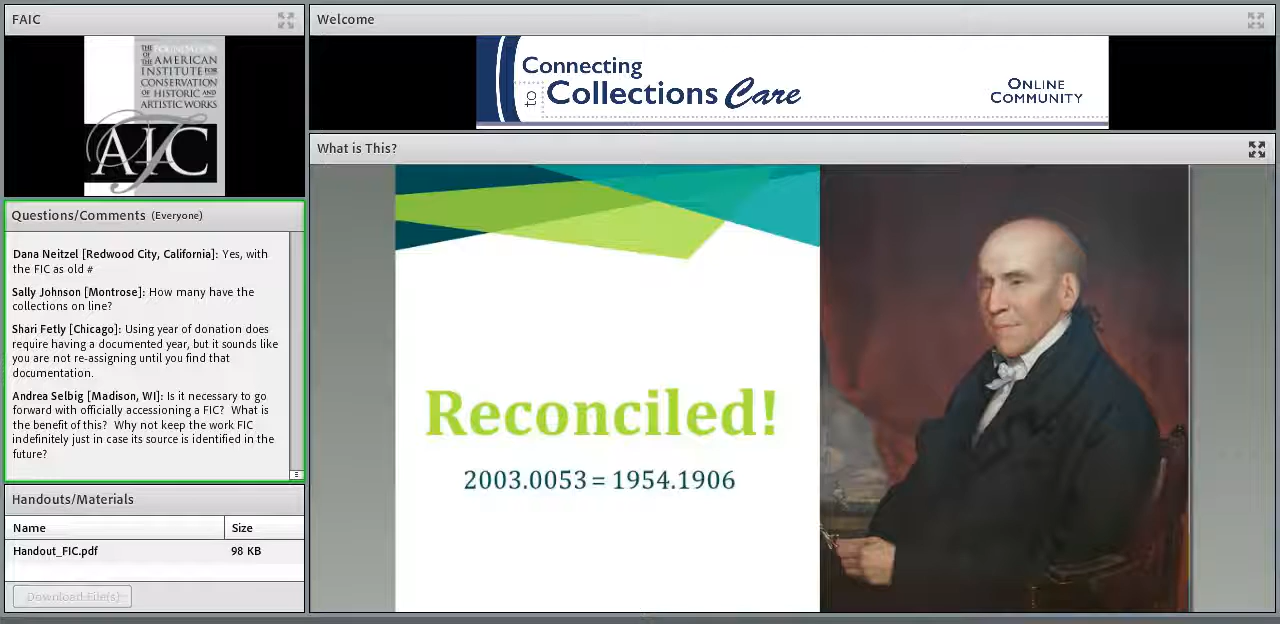 FAIC
THE FOUNDATION
OF THE AMERICAN
INSTITUTE FOR
CONSERVATION
OF HISTORIC AND
ARTISTIC WORKS
AIC
Questions/Comments (Everyone)
Dana Neitzel [Redwood City, California]: Yes, with
the FIC as old #
Sally Johnson [Montrose]: How many have the
collections on line?
Shari Fetly [Chicago]: Using year of donation does
require having a documented year, but it sounds like
you are not re-assigning until you find that
documentation.
Andrea Selbig [Madison, WI]: Is it necessary to go
forward with officially accessioning a FIC? What is
the benefit of this? Why not keep the work FIC
indefinitely just in case its source is identified in the
future?
Handouts/Materials
Name Size
Handout_FIC.pdf 98 KB
Download File(s)
Welcome
Connecting
to Collections Care
ONLINE
COMMUNITY
What is This?
Reconciled!
2003.0053 = 1954.1906